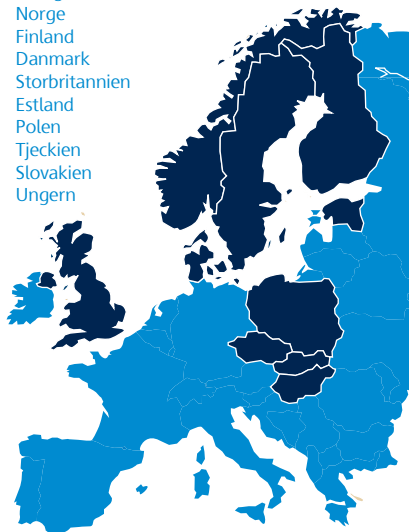 Norge
Finland
Danmark
Storbritannien
Estland
Polen
Tjeckien
Slovakien
Ungern